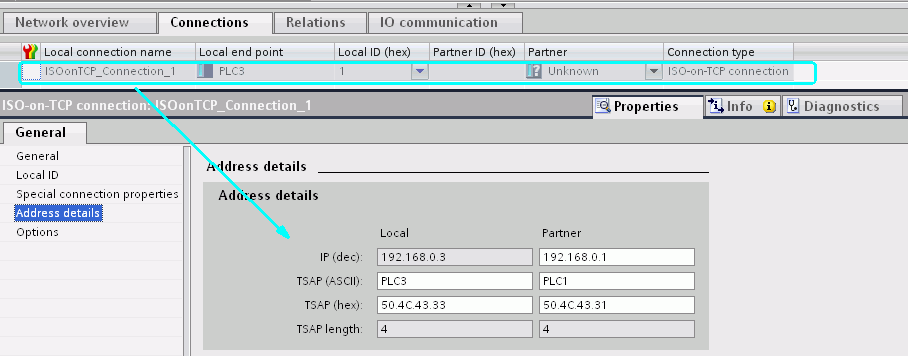 Network overview Connections Relations IO communication
Local connection name Local end point Local ID (hex) Partner ID (hex) Partner Connection type
ISOonTCP_Connection_1 PLC3 1 Unknown ISO-on-TCP connection
ISO-on-TCP connection: ISOonTCP_Connection_1 Properties Info Diagnostics
General
General
Local ID
Special connection properties
Address details
Options
Address details
Address details
Local Partner
IP (dec): 192.168.0.3 192.168.0.1
TSAP (ASCII): PLC3 PLC1
TSAP (hex): 50.4C.43.33 50.4C.43.31
TSAP length: 4 4